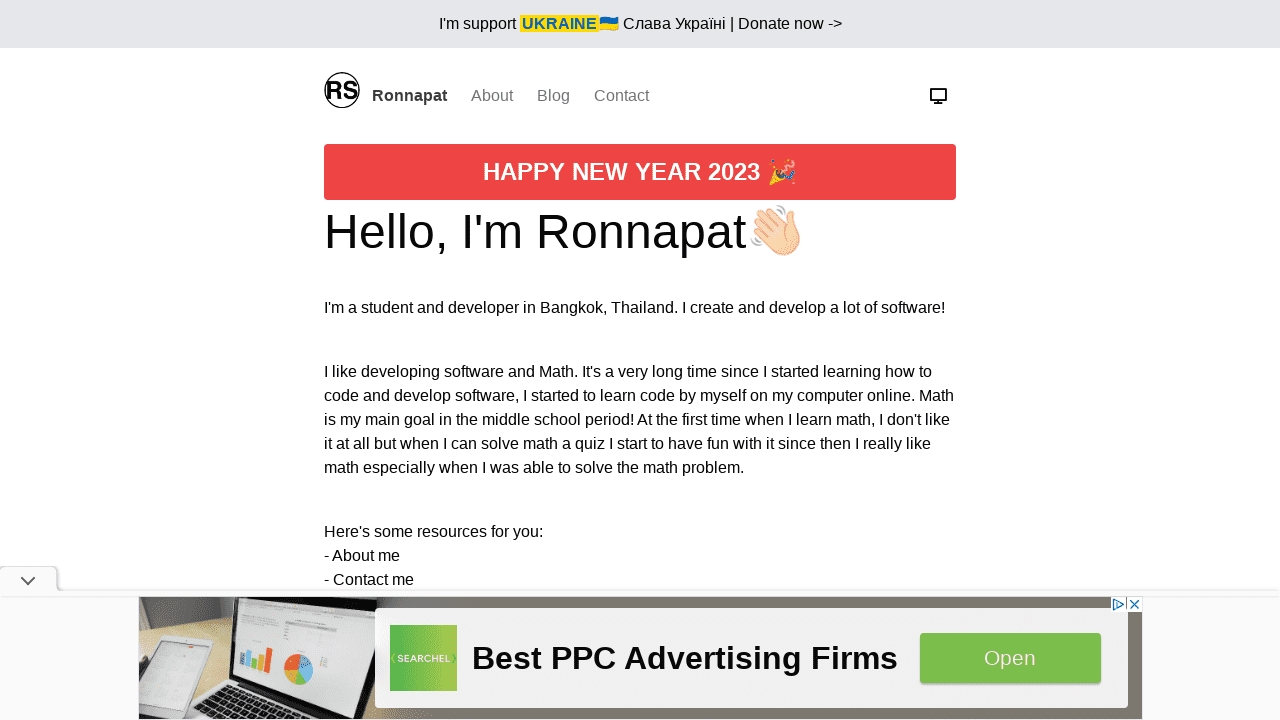 I'm support UKRAINE🇺🇦 Слава Україні | Donate now ->
RS Ronnapat About Blog Contact
HAPPY NEW YEAR 2023 🎉
Hello, I'm Ronnapat👋🏻
I'm a student and developer in Bangkok, Thailand. I create and develop a lot of software!
I like developing software and Math. It's a very long time since I started learning how to
code and develop software, I started to learn code by myself on my computer online. Math
is my main goal in the middle school period! At the first time when I learn math, I don't like
it at all but when I can solve math a quiz I start to have fun with it since then I really like
math especially when I was able to solve the math problem.
Here's some resources for you:
- About me
- Contact me
SEARCHEL
Best PPC Advertising Firms
Open